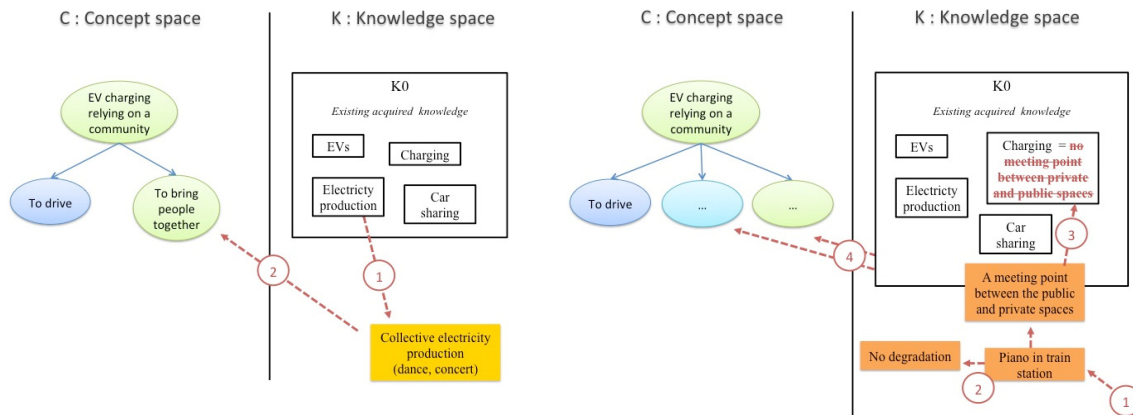 C : Concept space
K : Knowledge space
EV charging
relying on a
community
To drive
To bring
people
together
K0
Existing acquired knowledge
EVs
Charging
Electricty
production
Car
sharing
1
2
Collective electricity
production
(dance, concert)
C : Concept space
K : Knowledge space
EV charging
relying on a
community
To drive
...
...
K0
Existing acquired knowledge
EVs
Charging = no
meeting point
between private
and public spaces
Electricty
production
Car
sharing
3
4
A meeting point
between the public
and private spaces
No degradation
2
Piano in train
station
1